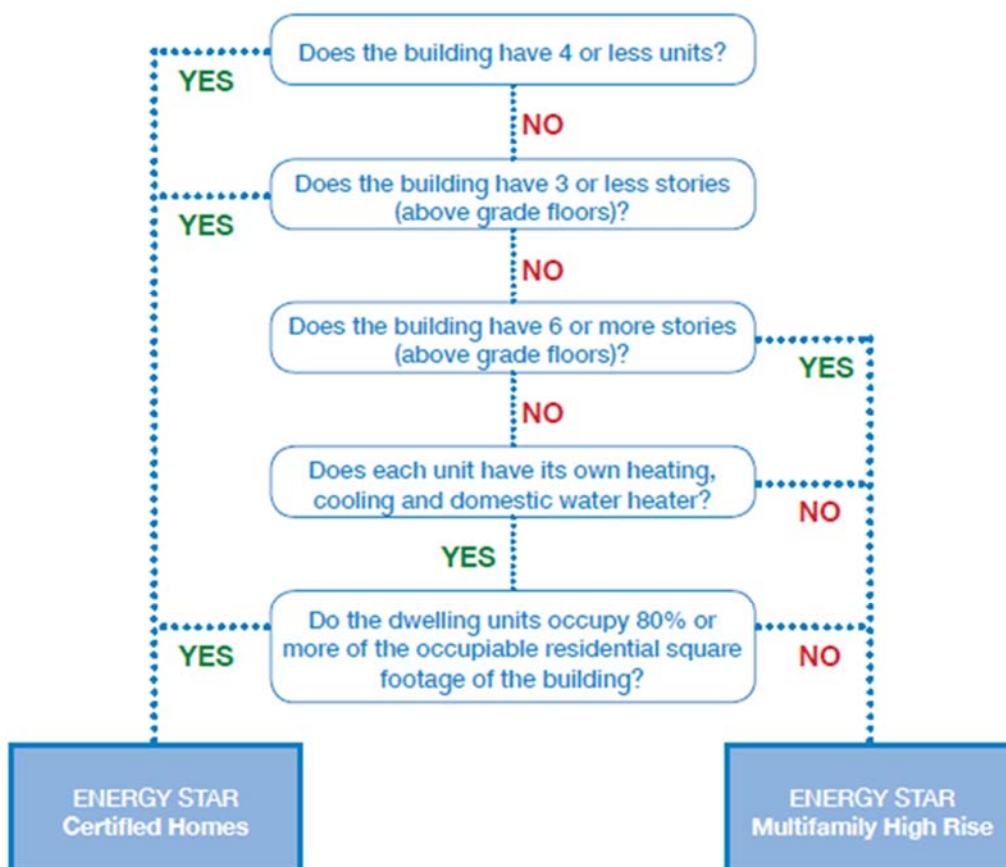 Does the building have 4 or less units?
YES
NO
Does the building have 3 or less stories
(above grade floors)?
YES
NO
Does the building have 6 or more stories
(above grade floors)?
YES
NO
Does each unit have its own heating,
cooling and domestic water heater?
NO
YES
Do the dwelling units occupy 80% or
more of the occupiable residential square
footage of the building?
YES
NO
ENERGY STAR
Certified Homes
ENERGY STAR
Multifamily High Rise